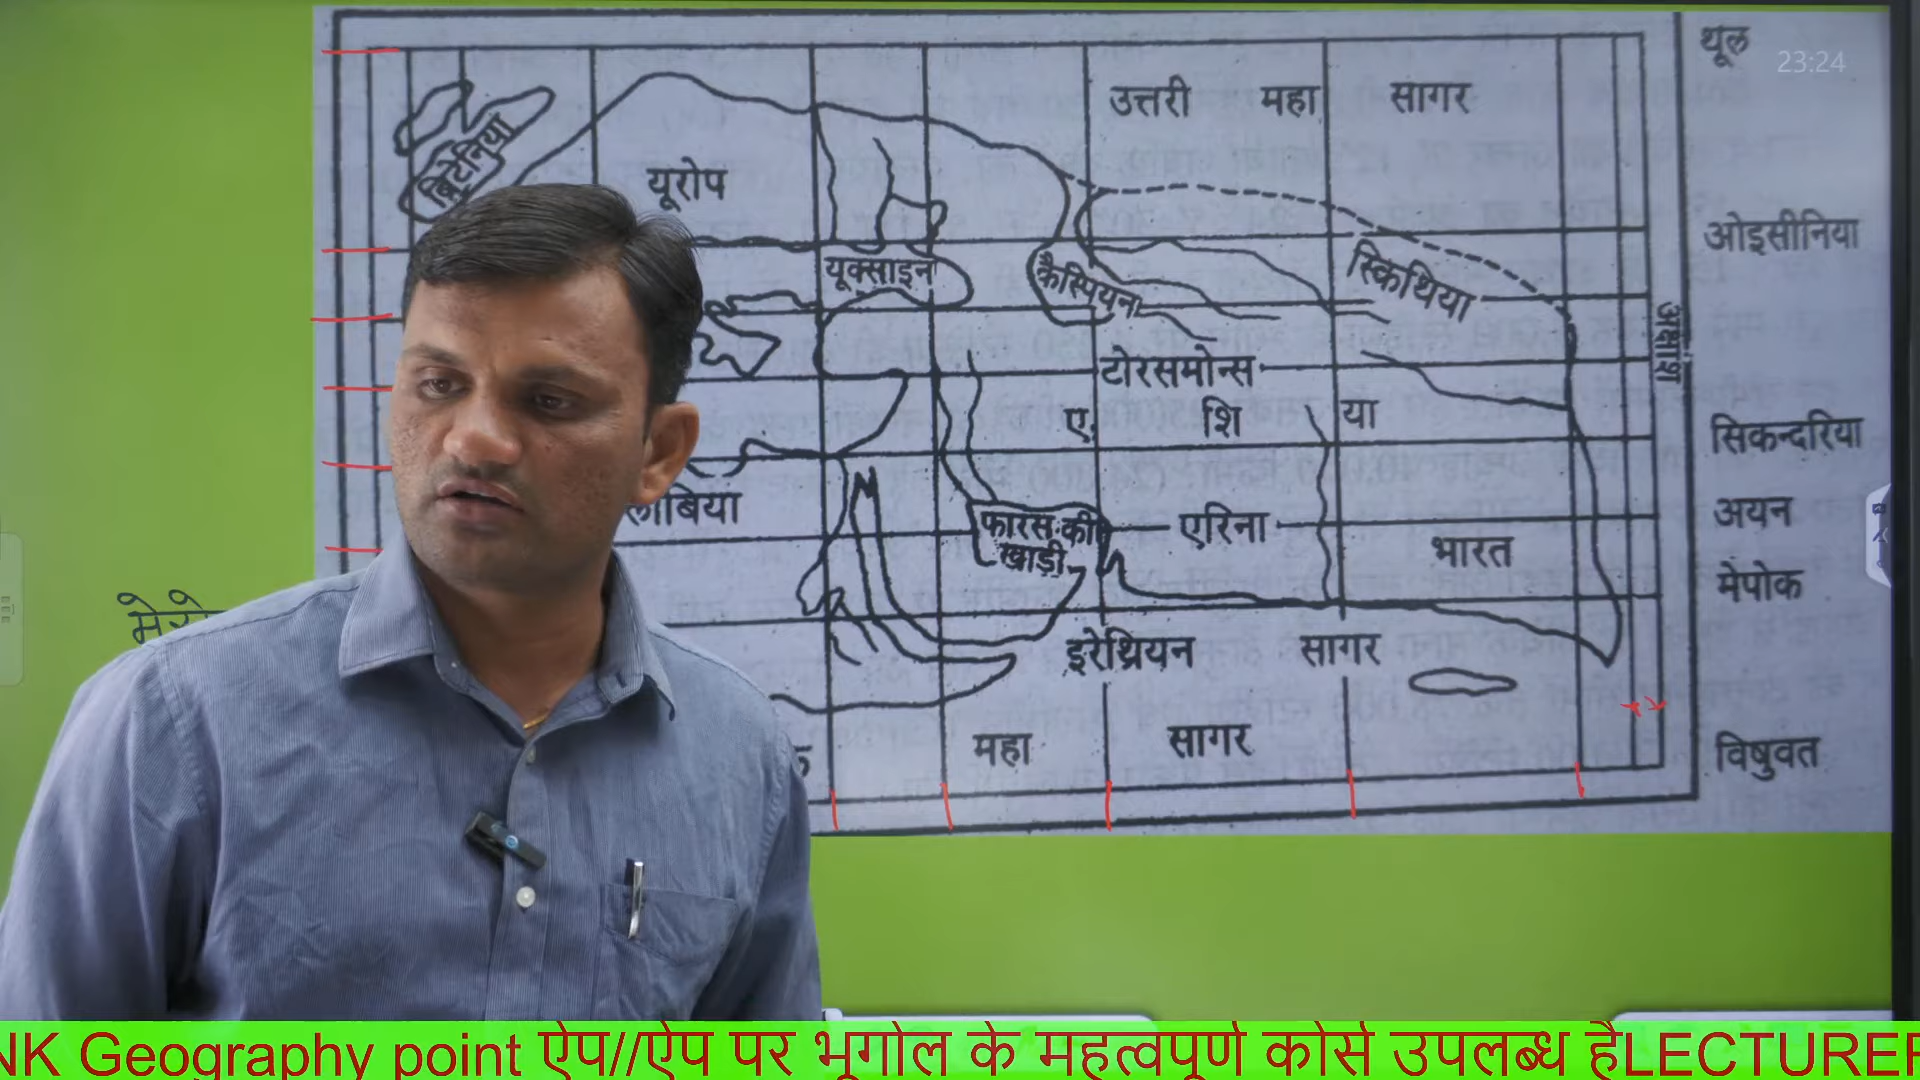 थूल
23:24
उत्तरी महा सागर
ब्रिटेनिया
यूरोप
ओइसीनिया
यूक्साइन
कैस्पियन
स्किथिया
अक्षांश
टोरसमोन्स
ए शि या
सिकन्दरिया
लीबिया
फारस की
खाड़ी
एरिना
अयन
भारत
मेपोक
इरेथ्रियन सागर
महा सागर
विषुवत
NK Geography point ऐप//ऐप पर भूगोल के महत्वपूर्ण कोर्स उपलब्ध हैLECTURER